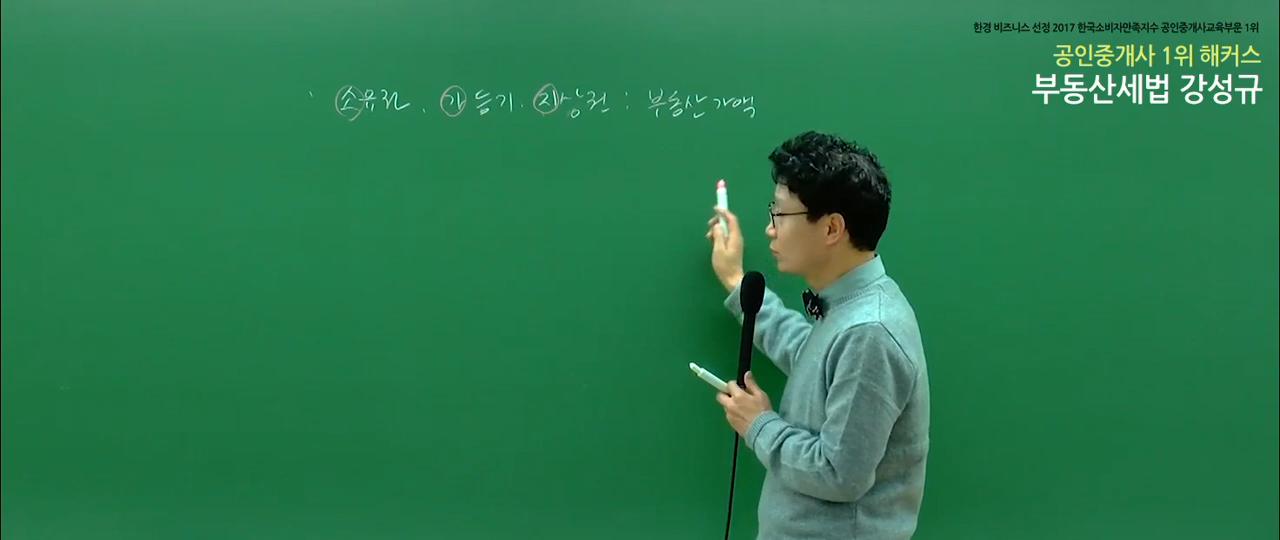 한경 비즈니스 선정 2017 한국소비자만족지수 공인중개사교육부문 1위
공인중개사 1위 해커스
부동산세법 강성규
소유권, 가등기. 지상권 : 부동산가액